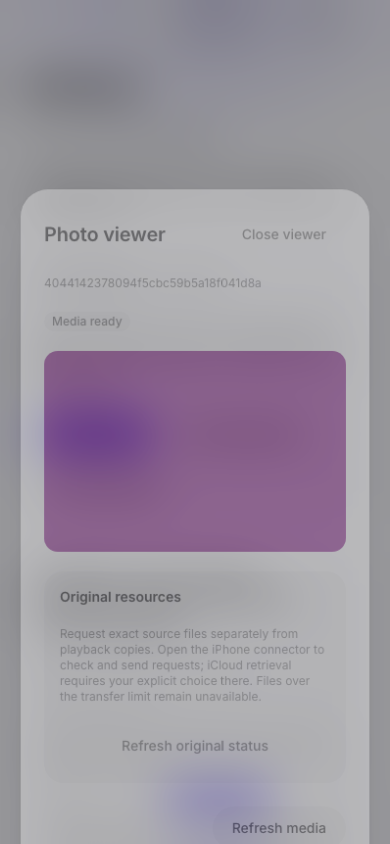 Photo viewer
Close viewer
4044142378094f5cbc59b5a18f041d8a
Media ready
Original resources
Request exact source files separately from
playback copies. Open the iPhone connector to
check and send requests; iCloud retrieval
requires your explicit choice there. Files over
the transfer limit remain unavailable.
Refresh original status
Refresh media